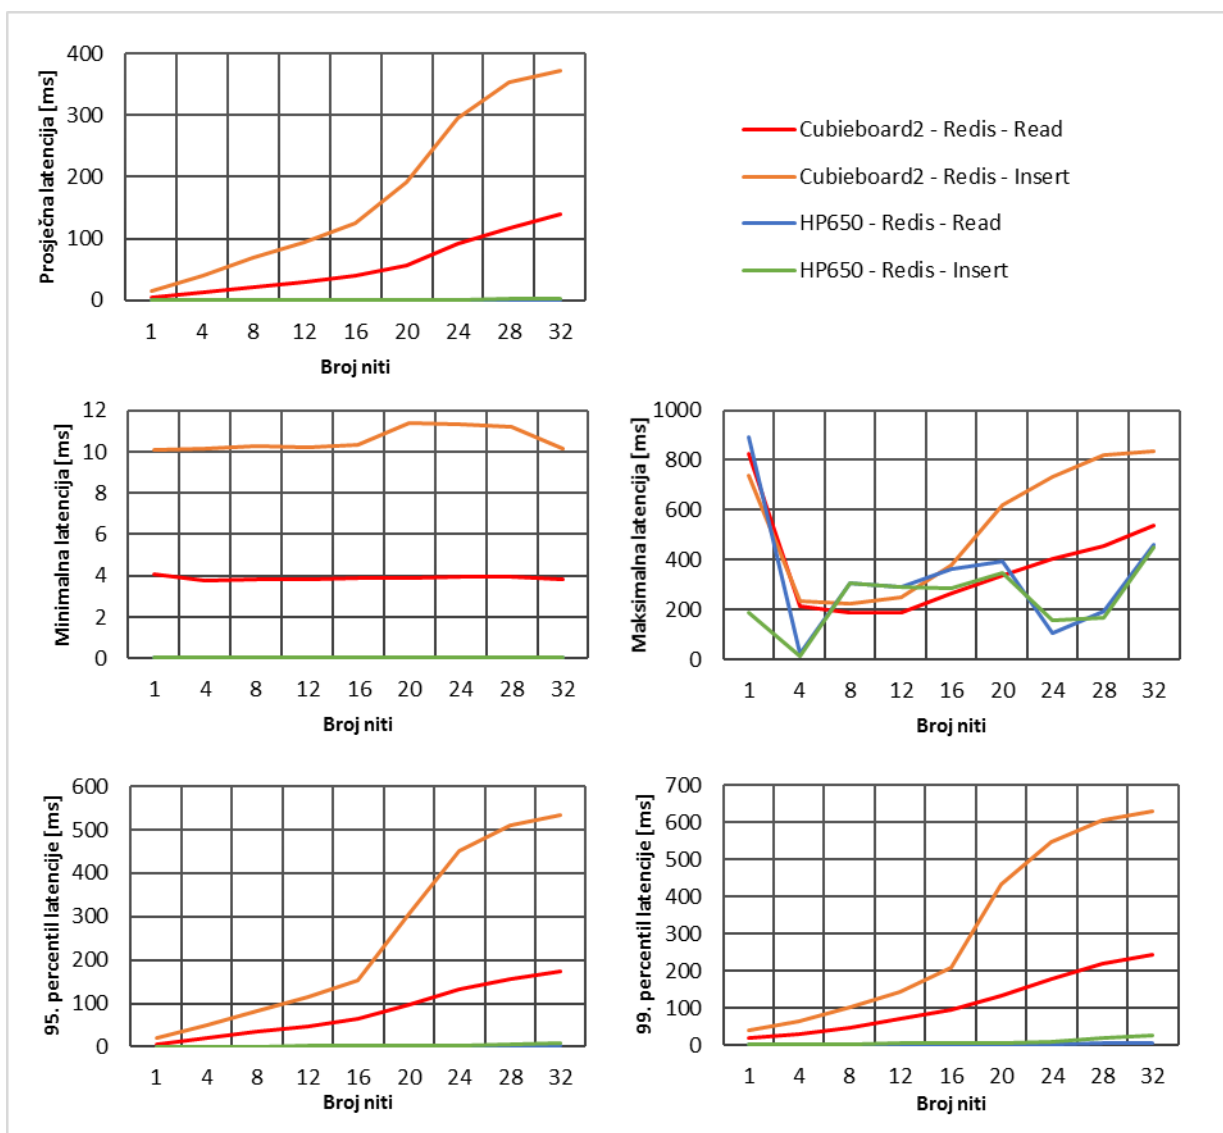 Prosječna latencija [ms]
400
300
200
100
0
1 4 8 12 16 20 24 28 32
Broj niti
Cubieboard2 - Redis - Read
Cubieboard2 - Redis - Insert
HP650 - Redis - Read
HP650 - Redis - Insert
Minimalna latencija [ms]
12
10
8
6
4
2
0
1 4 8 12 16 20 24 28 32
Broj niti
Maksimalna latencija [ms]
1000
800
600
400
200
0
1 4 8 12 16 20 24 28 32
Broj niti
95. percentil latencije [ms]
600
500
400
300
200
100
0
1 4 8 12 16 20 24 28 32
Broj niti
99. percentil latencije [ms]
700
600
500
400
300
200
100
0
1 4 8 12 16 20 24 28 32
Broj niti